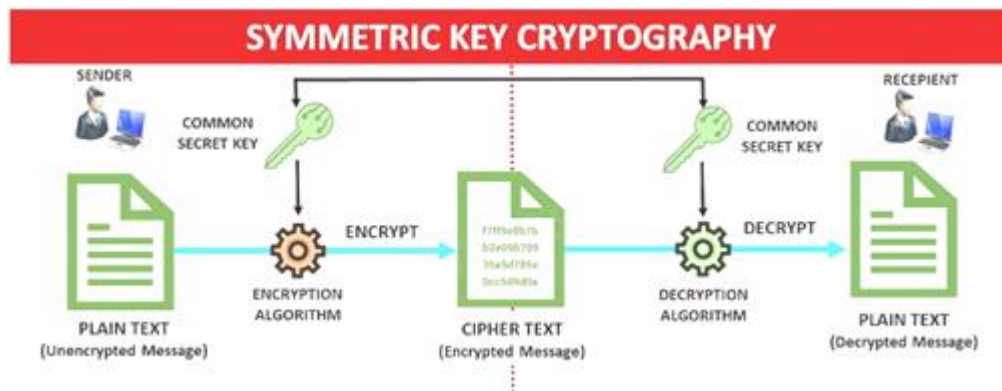 SYMMETRIC KEY CRYPTOGRAPHY
SENDER
RECEPIENT
COMMON
SECRET KEY
COMMON
SECRET KEY
ENCRYPT
DECRYPT
ENCRYPTION
ALGORITHM
DECRYPTION
ALGORITHM
PLAIN TEXT
(Unencrypted Message)
CIPHER TEXT
(Encrypted Message)
PLAIN TEXT
(Decrypted Message)